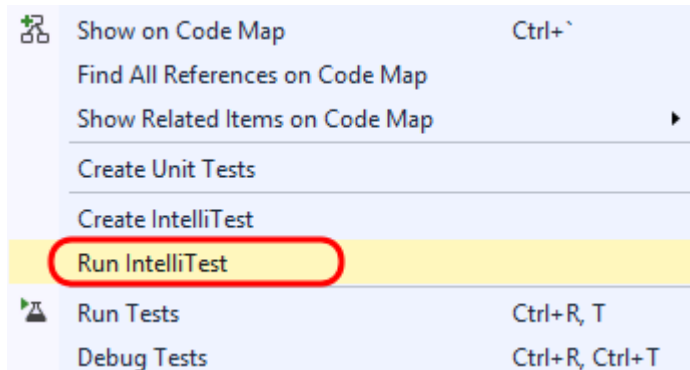 Show on Code Map Ctrl+`
Find All References on Code Map
Show Related Items on Code Map
Create Unit Tests
Create IntelliTest
Run IntelliTest
Run Tests Ctrl+R, T
Debug Tests Ctrl+R, Ctrl+T